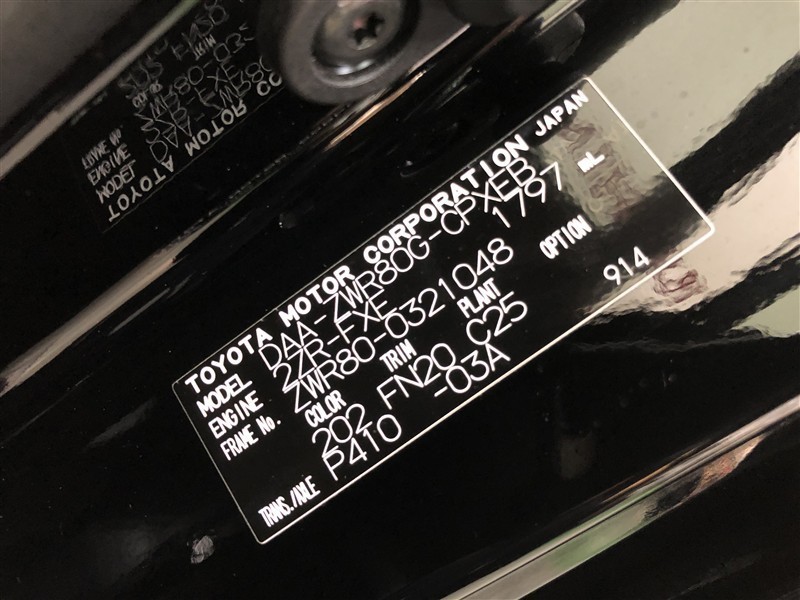 TOYOTA MOTOR CORPORATION JAPAN
MODEL DAA-ZWR80G-CPXEB
ENGINE 2ZR-FXE 1797 mL
FRAME No. ZWR80-0321048
COLOR TRIM PLANT OPTION
202 FN20 C25 914
TRANS./AXLE P410 -03A